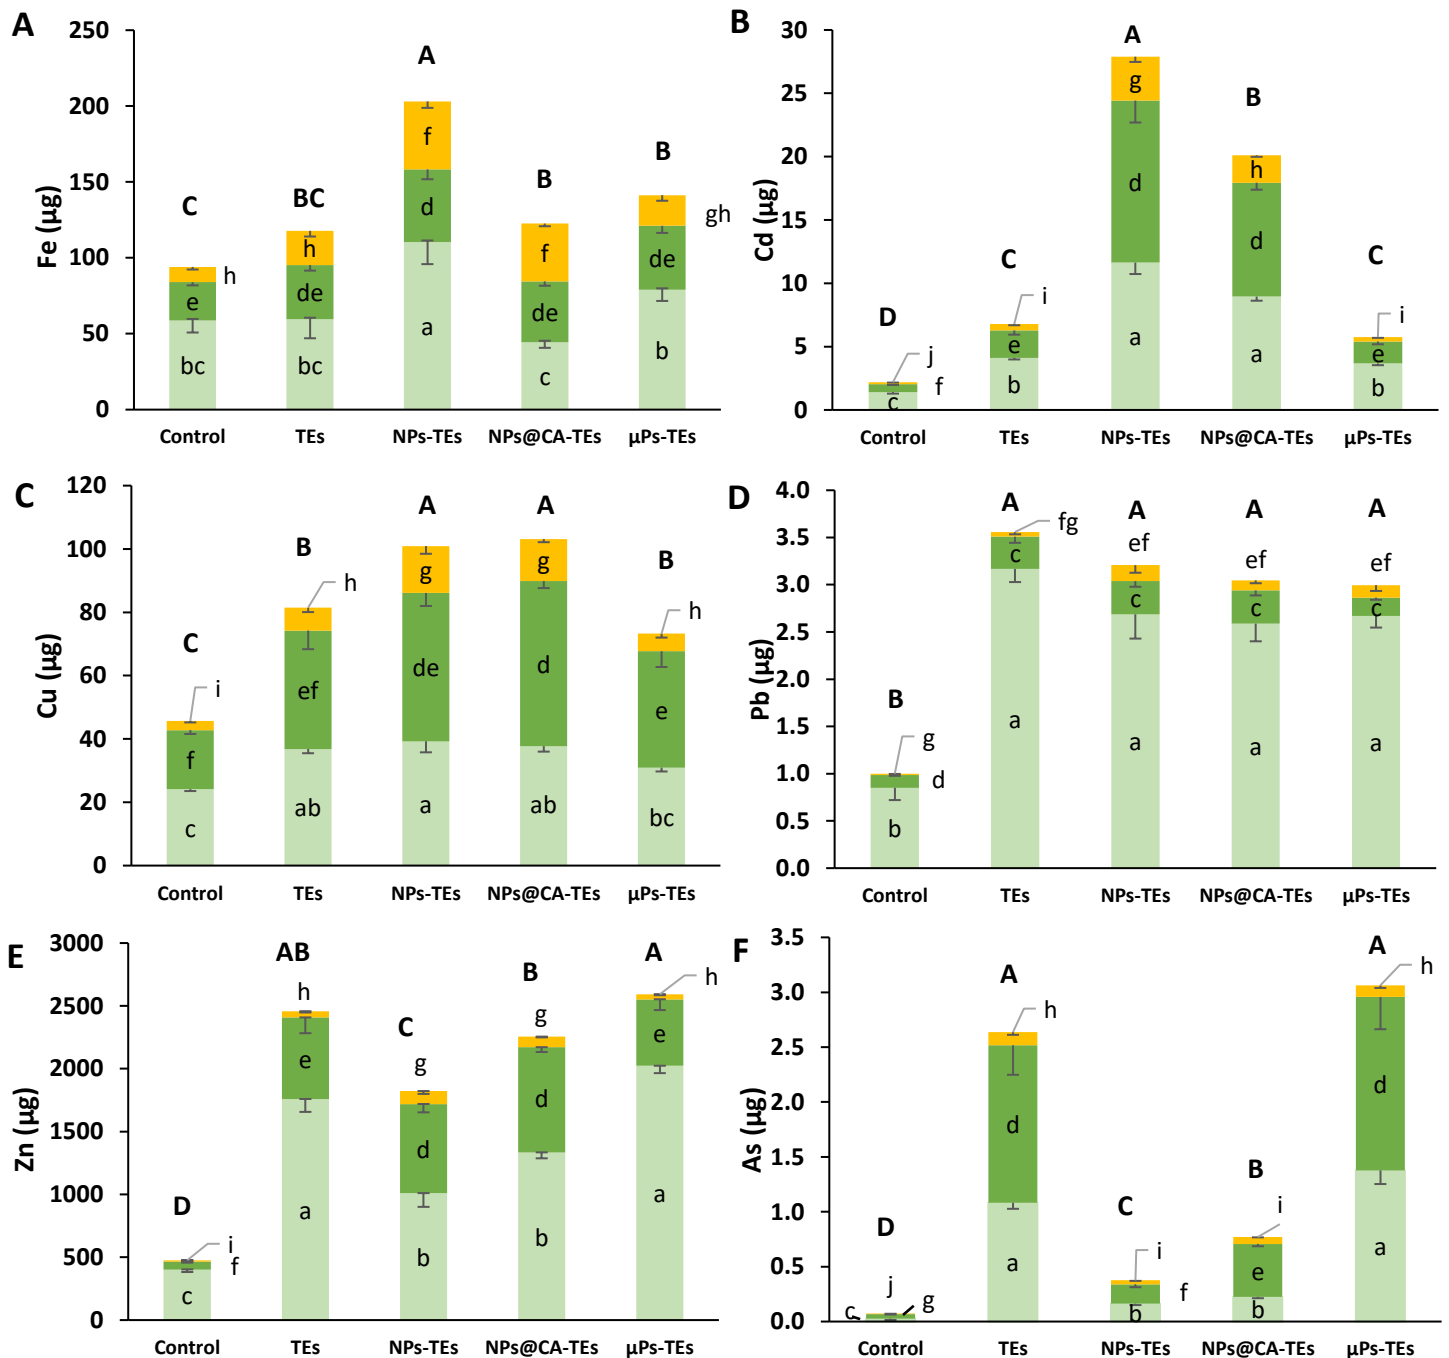 A
250
200
150
100
50
0
Fe (µg)
C
BC
A
B
B
h
e
bc
h
de
bc
f
d
a
f
de
c
gh
de
b
Control
TEs
NPs-TEs
NPs@CA-TEs
µPs-TEs
B
30
25
20
15
10
5
0
Cd (µg)
D
C
A
B
C
j
f
c
i
e
b
g
d
a
h
d
a
i
e
b
Control
TEs
NPs-TEs
NPs@CA-TEs
µPs-TEs
C
120
100
80
60
40
20
0
Cu (µg)
C
B
A
A
B
i
f
c
h
ef
ab
g
de
a
g
d
ab
h
e
bc
Control
TEs
NPs-TEs
NPs@CA-TEs
µPs-TEs
D
4.0
3.5
3.0
2.5
2.0
1.5
1.0
0.5
0.0
Pb (µg)
B
A
A
A
A
g
d
b
fg
c
a
ef
c
a
ef
c
a
ef
c
a
Control
TEs
NPs-TEs
NPs@CA-TEs
µPs-TEs
E
3000
2500
2000
1500
1000
500
0
Zn (µg)
D
AB
C
B
A
i
f
c
h
e
a
g
d
b
g
d
b
h
e
a
Control
TEs
NPs-TEs
NPs@CA-TEs
µPs-TEs
F
3.5
3.0
2.5
2.0
1.5
1.0
0.5
0.0
As (µg)
D
A
C
B
A
j
g
c
h
d
a
i
f
b
i
e
b
h
d
a
Control
TEs
NPs-TEs
NPs@CA-TEs
µPs-TEs